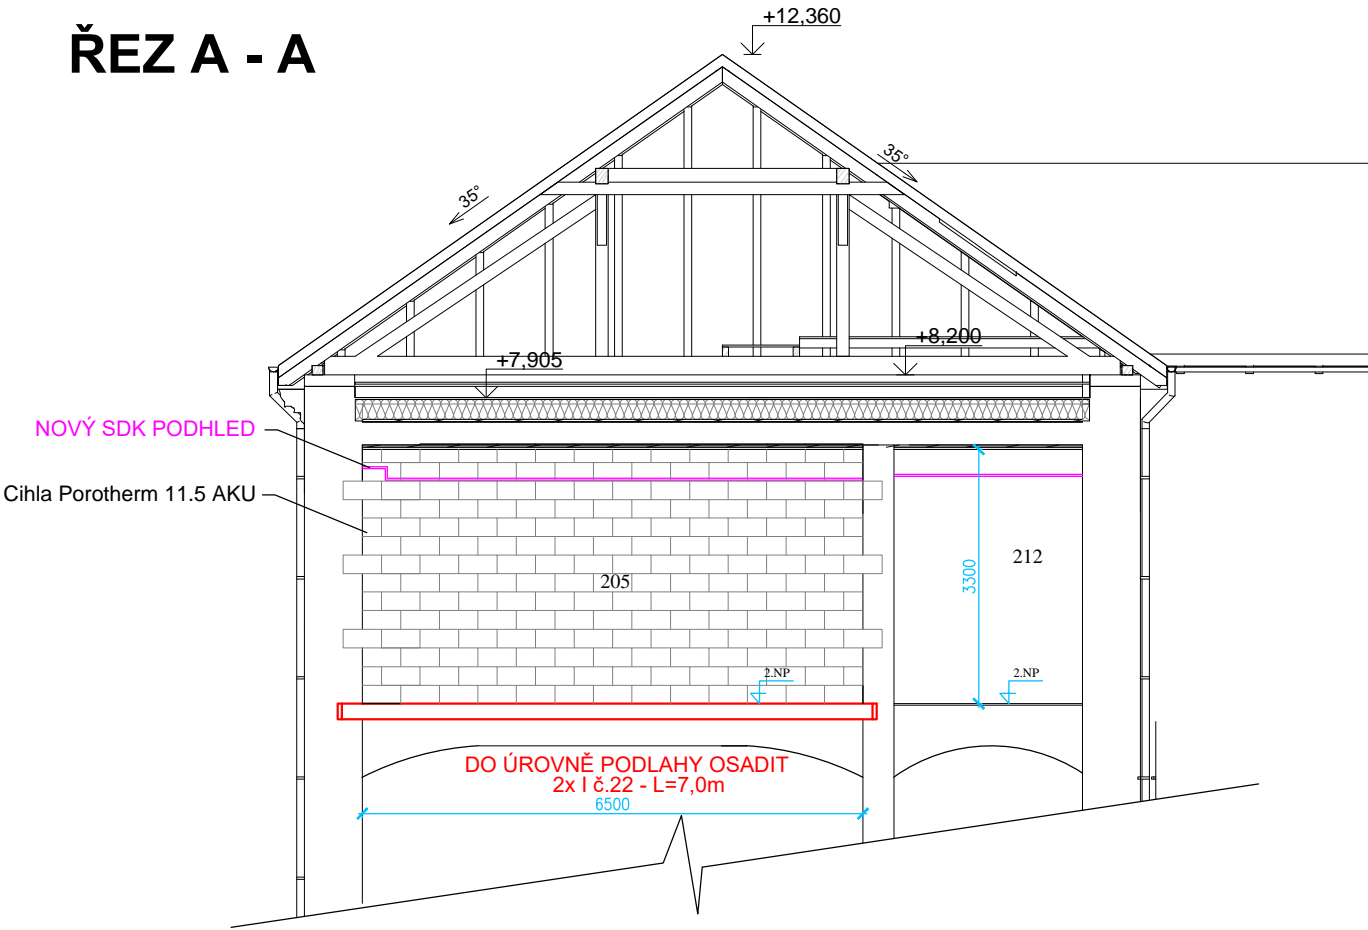 ŘEZ A - A
+12,360
35°
35°
+8,200
+7,905
NOVÝ SDK PODHLED
Cihla Porotherm 11.5 AKU
205
212
3300
2.NP
2.NP
DO ÚROVNĚ PODLAHY OSADIT
2x I č.22 - L=7,0m
6500